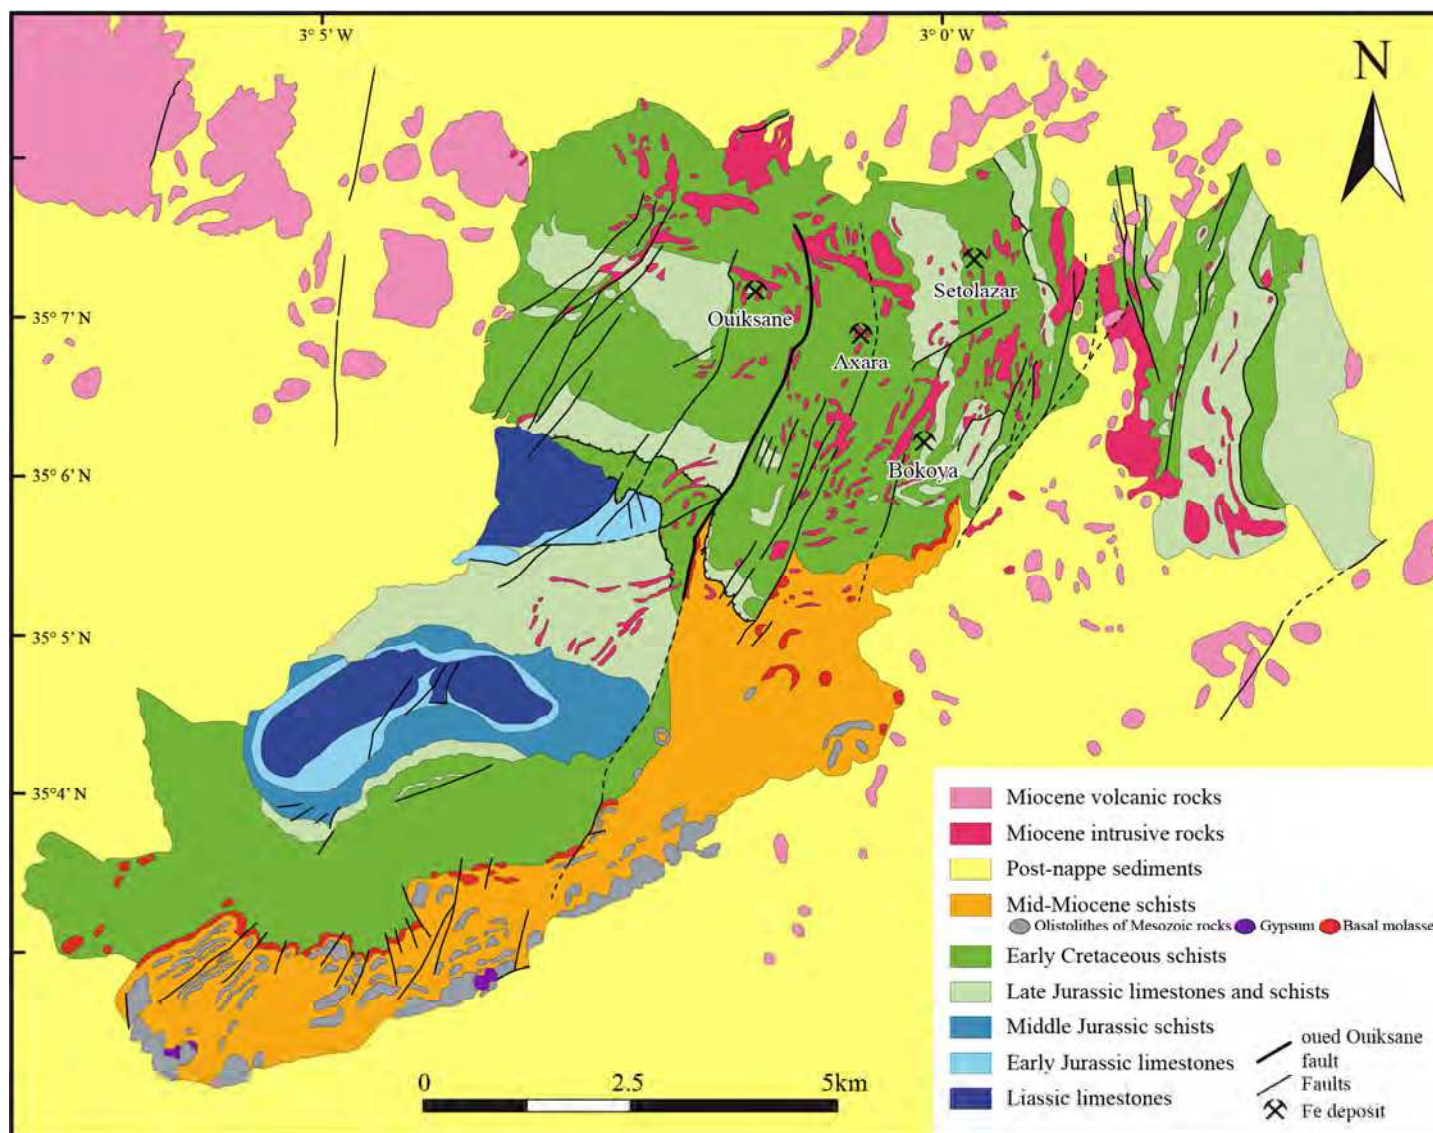 3° 5' W
3° 0' W
N
35° 7' N
Ouiksane
Setolazar
Axara
35° 6' N
Bokoya
35° 5' N
35° 4' N
Miocene volcanic rocks
Miocene intrusive rocks
Post-nappe sediments
Mid-Miocene schists
Olistolithes of Mesozoic rocks Gypsum Basal molasse
Early Cretaceous schists
Late Jurassic limestones and schists
Middle Jurassic schists
Early Jurassic limestones
Liassic limestones
oued Ouiksane
fault
Faults
Fe deposit
0 2.5 5km